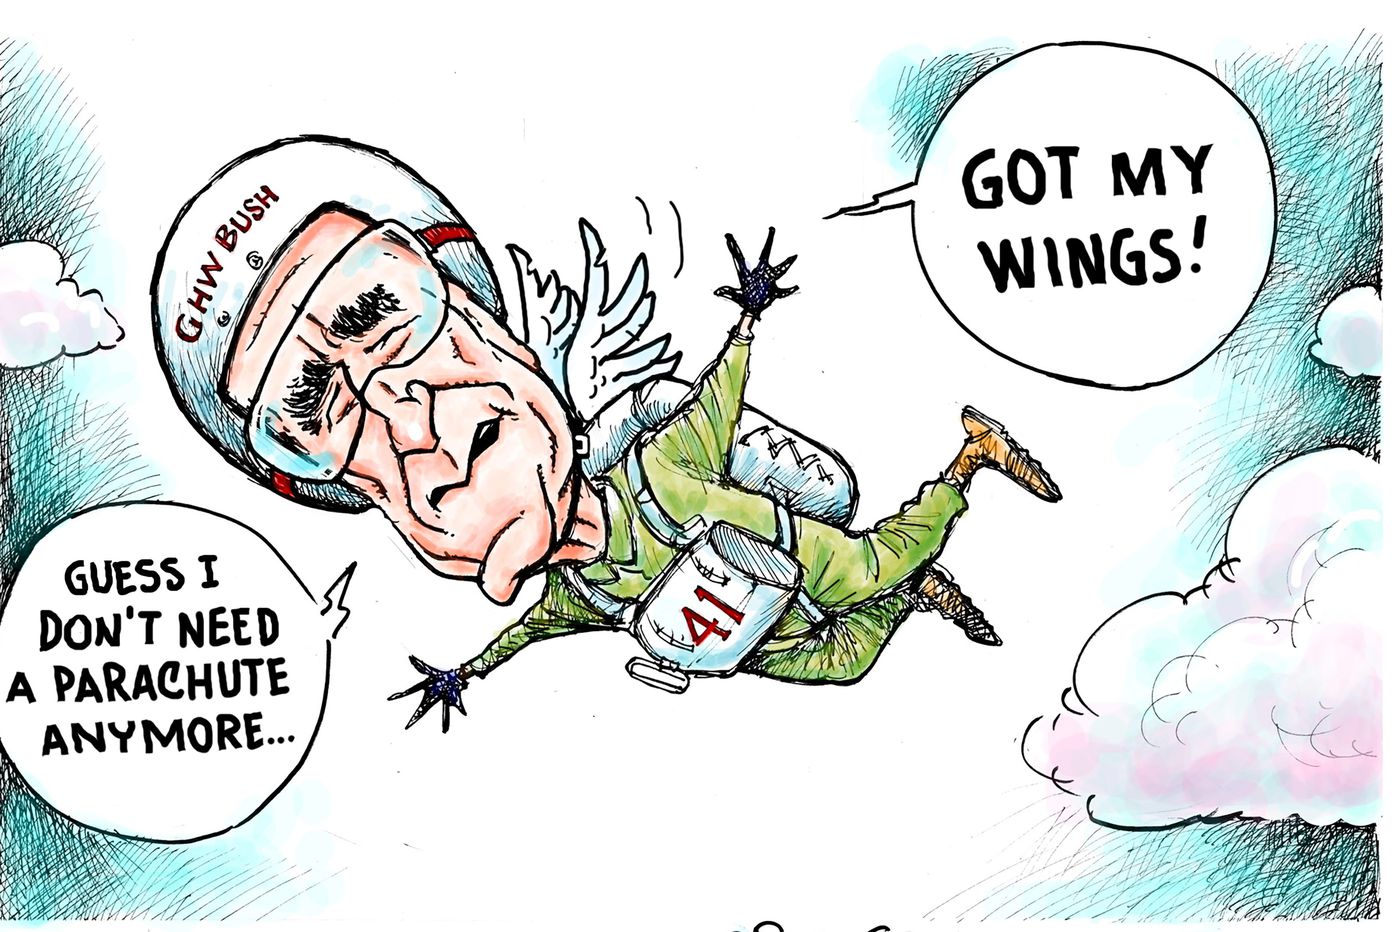 GHW BUSH
GUESS I
DON'T NEED
A PARACHUTE
ANYMORE...
GOT MY
WINGS!
41